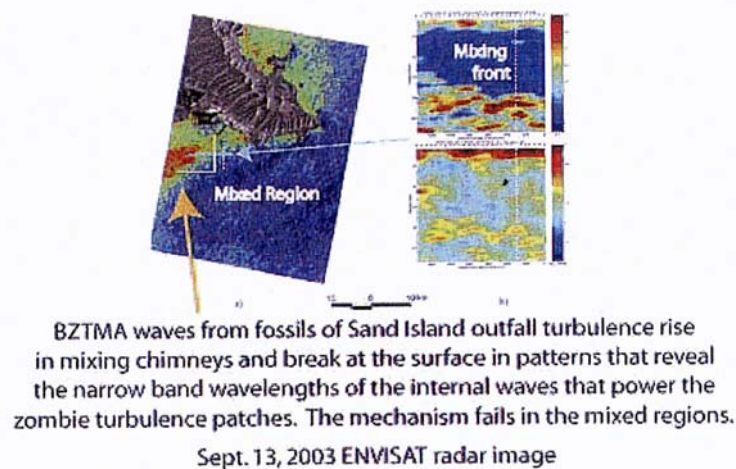 Mixing
front
Mixed Region
a)
b)
BZTMA waves from fossils of Sand Island outfall turbulence rise
in mixing chimneys and break at the surface in patterns that reveal
the narrow band wavelengths of the internal waves that power the
zombie turbulence patches. The mechanism fails in the mixed regions.
Sept. 13, 2003 ENVISAT radar image